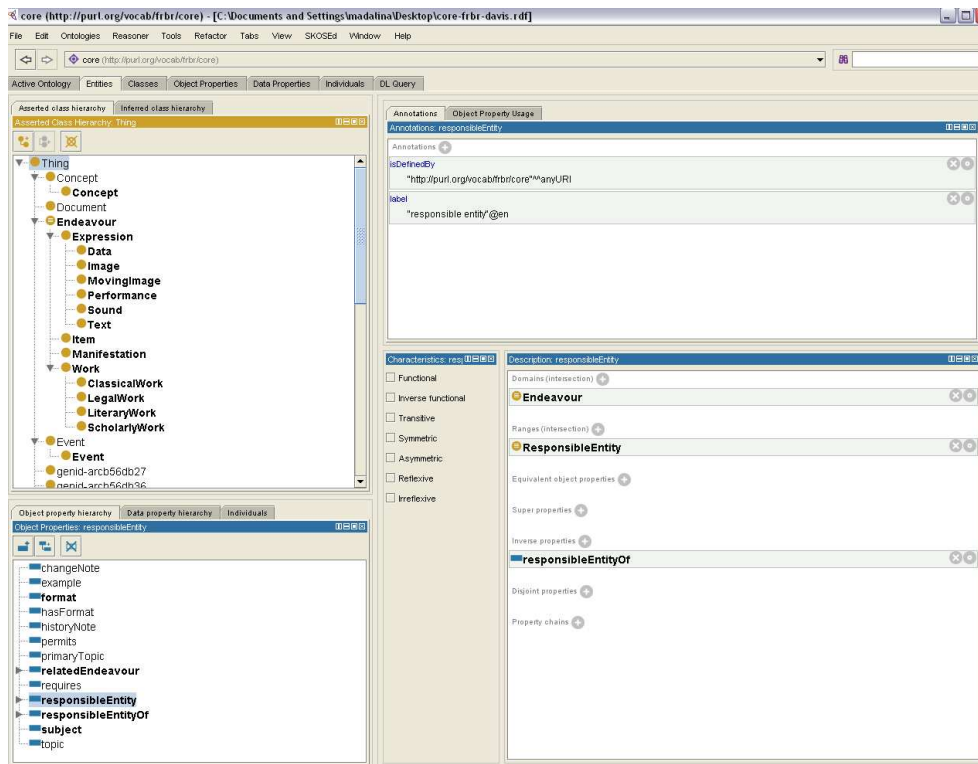 core (http://purl.org/vocab/frbr/core) - [C:\Documents and Settings\madalina\Desktop\core-frbr-davis.rdf]
File Edit Ontologies Reasoner Tools Refactor Tabs View SKOSEd Window Help
core (http://purl.org/vocab/frbr/core)
Active Ontology Entities Classes Object Properties Data Properties Individuals DL Query
Asserted class hierarchy Inferred class hierarchy
Asserted Class Hierarchy: Thing
Thing
Concept
Concept
Document
Endeavour
Expression
Data
Image
MovingImage
Performance
Sound
Text
Item
Manifestation
Work
ClassicalWork
LegalWork
LiteraryWork
ScholarlyWork
Event
Event
genid-arcb56db27
genid-arcb56db36
Object property hierarchy Data property hierarchy Individuals
Object Properties: responsibleEntity
changeNote
example
format
hasFormat
historyNote
permits
primaryTopic
relatedEndeavour
requires
responsibleEntity
responsibleEntityOf
subject
topic
Annotations Object Property Usage
Annotations: responsibleEntity
Annotations
isDefinedBy
"http://purl.org/vocab/frbr/core"^^anyURI
label
"responsible entity"@en
Characteristics: resp
Functional
Inverse functional
Transitive
Symmetric
Asymmetric
Reflexive
Irreflexive
Description: responsibleEntity
Domains (intersection)
Endeavour
Ranges (intersection)
ResponsibleEntity
Equivalent object properties
Super properties
Inverse properties
responsibleEntityOf
Disjoint properties
Property chains